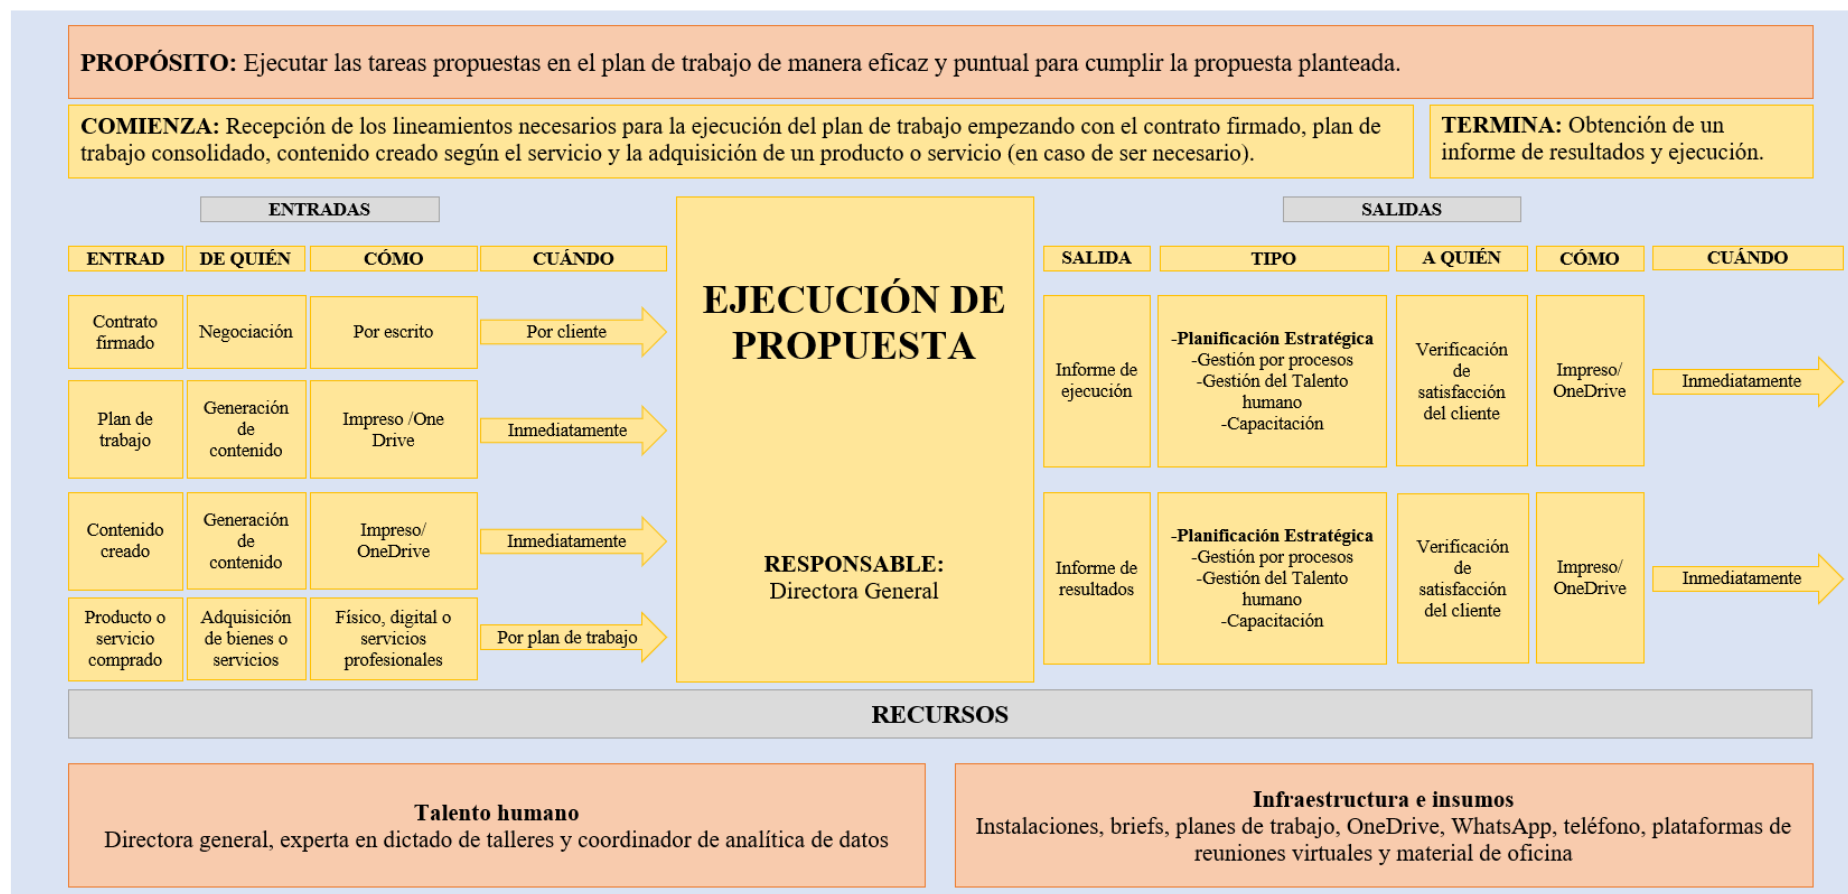 PROPÓSITO: Ejecutar las tareas propuestas en el plan de trabajo de manera eficaz y puntual para cumplir la propuesta planteada.
COMIENZA: Recepción de los lineamientos necesarios para la ejecución del plan de trabajo empezando con el contrato firmado, plan de
trabajo consolidado, contenido creado según el servicio y la adquisición de un producto o servicio (en caso de ser necesario).
TERMINA: Obtención de un
informe de resultados y ejecución.
ENTRADAS
ENTRAD
DE QUIÉN
CÓMO
CUÁNDO
Contrato
firmado
Negociación
Por escrito
Por cliente
Plan de
trabajo
Generación
de
contenido
Impreso /One
Drive
Inmediatamente
Contenido
creado
Generación
de
contenido
Impreso/
OneDrive
Inmediatamente
Producto o
servicio
comprado
Adquisición
de bienes o
servicios
Físico, digital o
servicios
profesionales
Por plan de trabajo
EJECUCIÓN DE
PROPUESTA
RESPONSABLE:
Directora General
SALIDAS
SALIDA
TIPO
A QUIÉN
CÓMO
CUÁNDO
Informe de
ejecución
-Planificación Estratégica
-Gestión por procesos
-Gestión del Talento
humano
-Capacitación
Verificación
de
satisfacción
del cliente
Impreso/
OneDrive
Inmediatamente
Informe de
resultados
-Planificación Estratégica
-Gestión por procesos
-Gestión del Talento
humano
-Capacitación
Verificación
de
satisfacción
del cliente
Impreso/
OneDrive
Inmediatamente
RECURSOS
Talento humano
Directora general, experta en dictado de talleres y coordinador de analítica de datos
Infraestructura e insumos
Instalaciones, briefs, planes de trabajo, OneDrive, WhatsApp, teléfono, plataformas de
reuniones virtuales y material de oficina